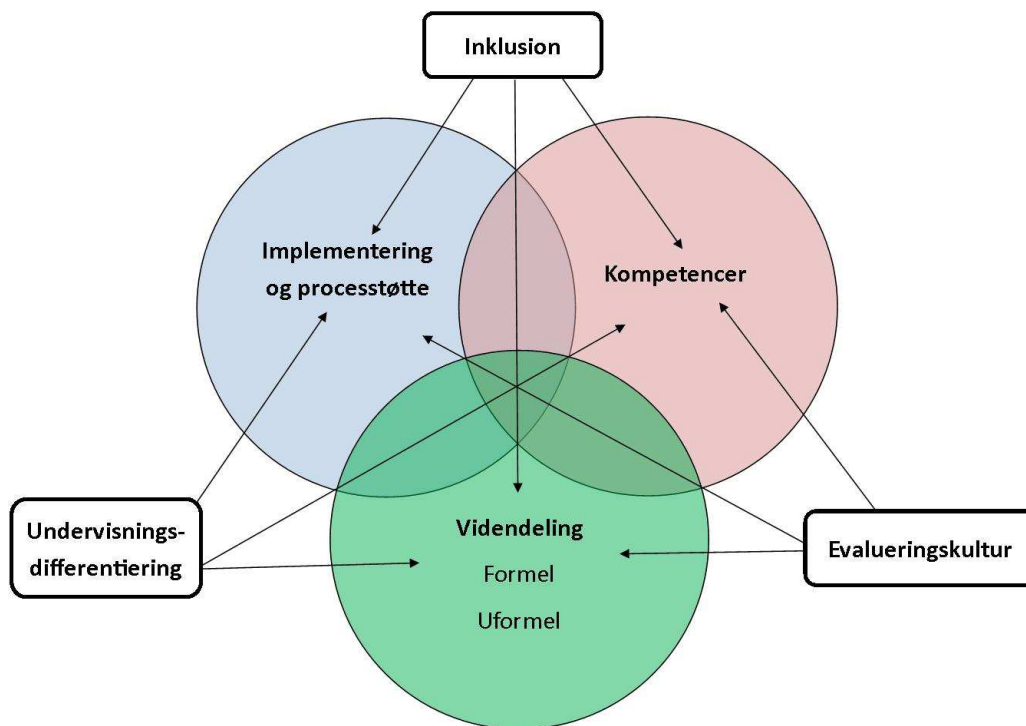 Inklusion
Implementering
og processtøtte
Kompetencer
Undervisnings-
differentiering
Videndeling
Formel
Uformel
Evalueringskultur